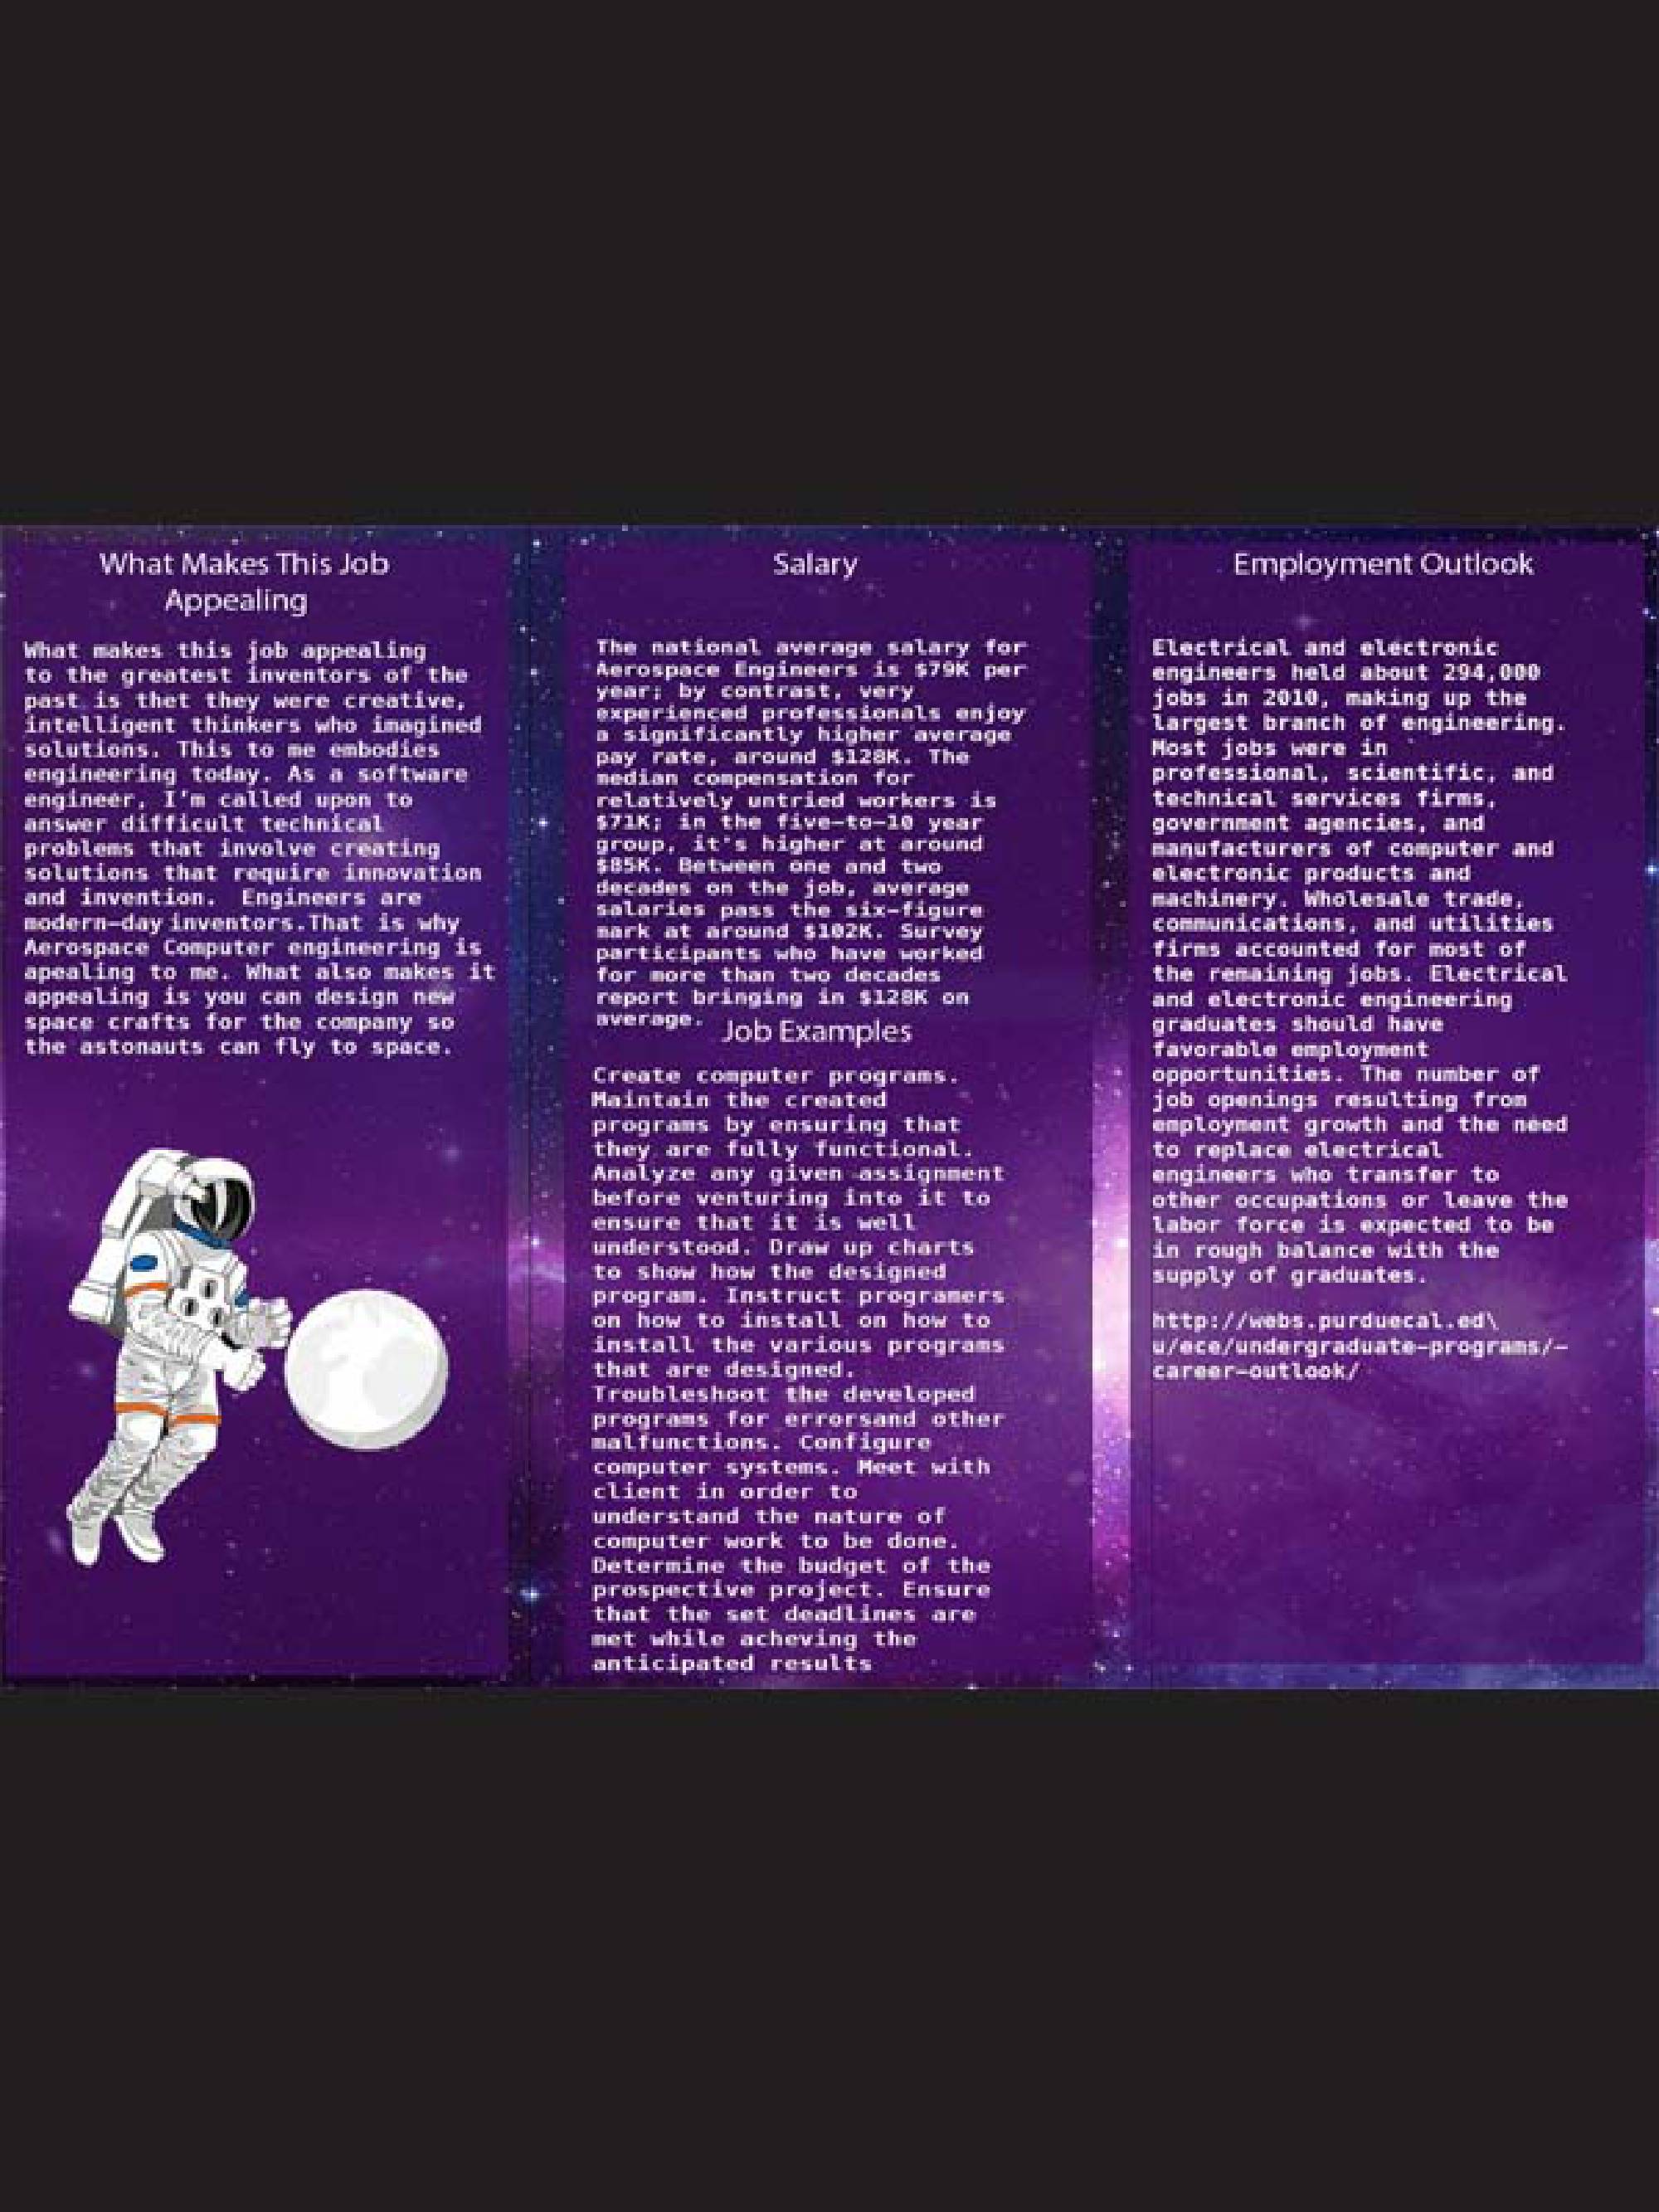 What Makes This Job
Appealing
What makes this job appealing
to the greatest inventors of the
past is thet they were creative,
intelligent thinkers who imagined
solutions. This to me embodies
engineering today. As a software
engineer, I'm called upon to
answer difficult technical
problems that involve creating
solutions that require innovation
and invention.  Engineers are
modern-day inventors.That is why
Aerospace Computer engineering is
apealing to me. What also makes it
appealing is you can design new
space crafts for the company so
the astonauts can fly to space.
Salary
The national average salary for
Aerospace Engineers is $79K per
year; by contrast, very
experienced professionals enjoy
a significantly higher average
pay rate, around $128K. The
median compensation for
relatively untried workers is
$71K; in the five-to-10 year
group, it's higher at around
$85K. Between one and two
decades on the job, average
salaries pass the six-figure
mark at around $102K. Survey
participants who have worked
for more than two decades
report bringing in $128K on
average.
Job Examples
Create computer programs.
Maintain the created
programs by ensuring that
they are fully functional.
Analyze any given assignment
before venturing into it to
ensure that it is well
understood. Draw up charts
to show how the designed
program. Instruct programers
on how to install on how to
install the various programs
that are designed.
Troubleshoot the developed
programs for errorsand other
malfunctions. Configure
computer systems. Meet with
client in order to
understand the nature of
computer work to be done.
Determine the budget of the
prospective project. Ensure
that the set deadlines are
met while acheving the
anticipated results
Employment Outlook
Electrical and electronic
engineers held about 294,000
jobs in 2010, making up the
largest branch of engineering.
Most jobs were in
professional, scientific, and
technical services firms,
government agencies, and
manufacturers of computer and
electronic products and
machinery. Wholesale trade,
communications, and utilities
firms accounted for most of
the remaining jobs. Electrical
and electronic engineering
graduates should have
favorable employment
opportunities. The number of
job openings resulting from
employment growth and the need
to replace electrical
engineers who transfer to
other occupations or leave the
labor force is expected to be
in rough balance with the
supply of graduates.
http://webs.purduecal.ed\
u/ece/undergraduate-programs/-
career-outlook/